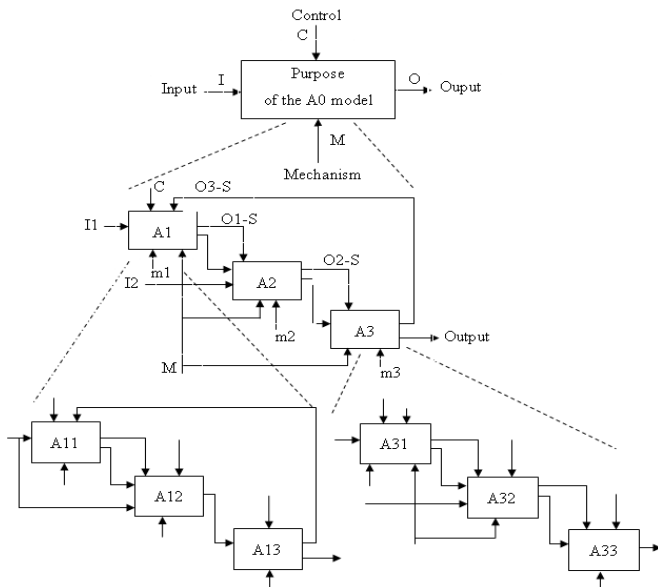 Control
C
Input
I
Purpose
of the A0 model
O
Ouput
M
Mechanism
C
O3-S
I1
A1
O1-S
m1
I2
A2
O2-S
m2
A3
Output
M
m3
A11
A12
A13
A31
A32
A33